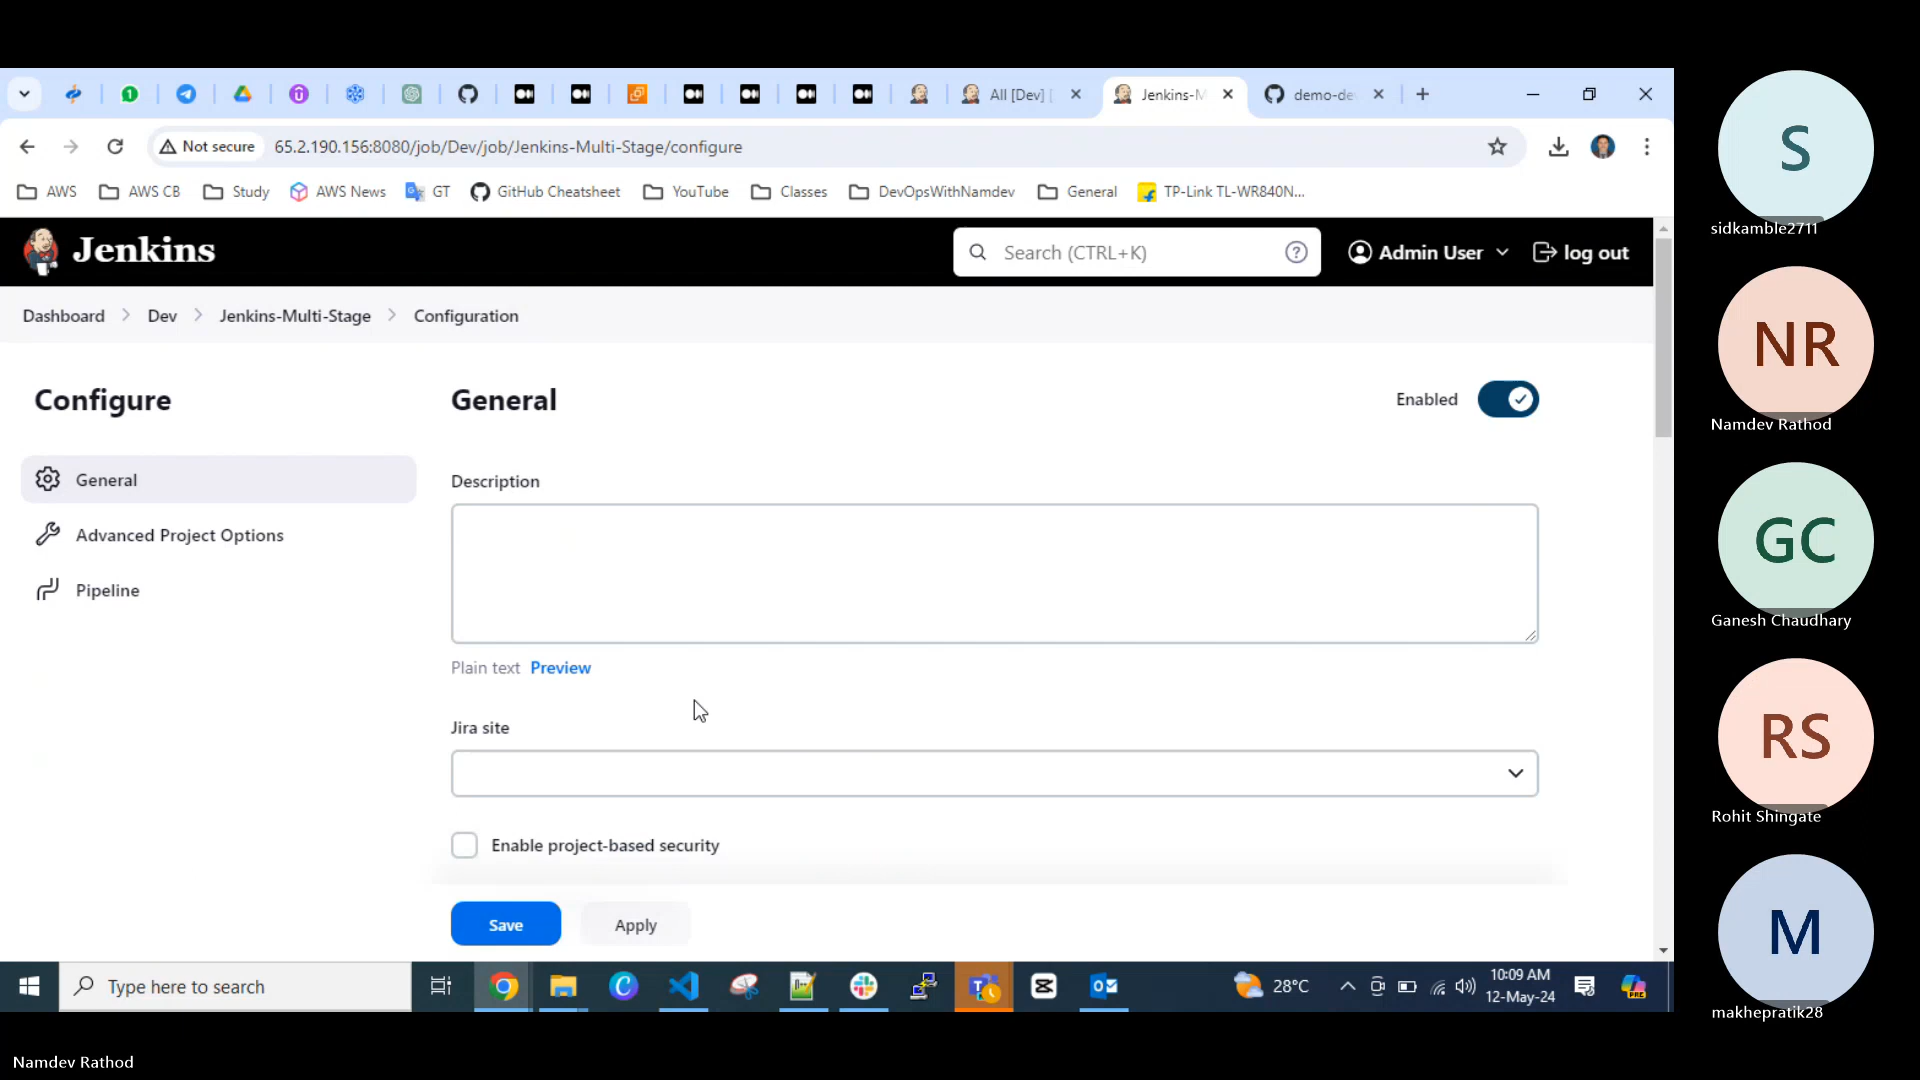 All [Dev] [
Jenkins-M
demo-de
Not secure
65.2.190.156:8080/job/Dev/job/Jenkins-Multi-Stage/configure
AWS
AWS CB
Study
AWS News
GT
GitHub Cheatsheet
YouTube
Classes
DevOpsWithNamdev
General
TP-Link TL-WR840N...
Jenkins
Search (CTRL+K)
?
Admin User
log out
Dashboard > Dev > Jenkins-Multi-Stage > Configuration
Configure
General
Advanced Project Options
Pipeline
General
Enabled
Description
Plain text Preview
Jira site
Enable project-based security
Save
Apply
Type here to search
28°C
10:09 AM
12-May-24
S
sidkamble2711
NR
Namdev Rathod
GC
Ganesh Chaudhary
RS
Rohit Shingate
M
makhepratik28
Namdev Rathod